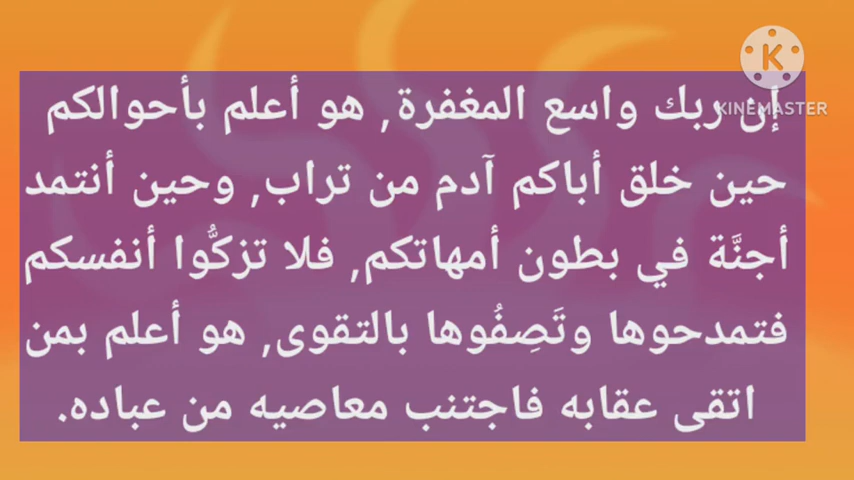 إن ربك واسع المغفرة, هو أعلم بأحوالكم
حين خلق أباكم آدم من تراب, وحين أنتمد
أجنَّة في بطون أمهاتكم, فلا تزكُّوا أنفسكم
فتمدحوها وتَصِفُوها بالتقوى, هو أعلم بمن
اتقى عقابه فاجتنب معاصيه من عباده.
KINEMASTER